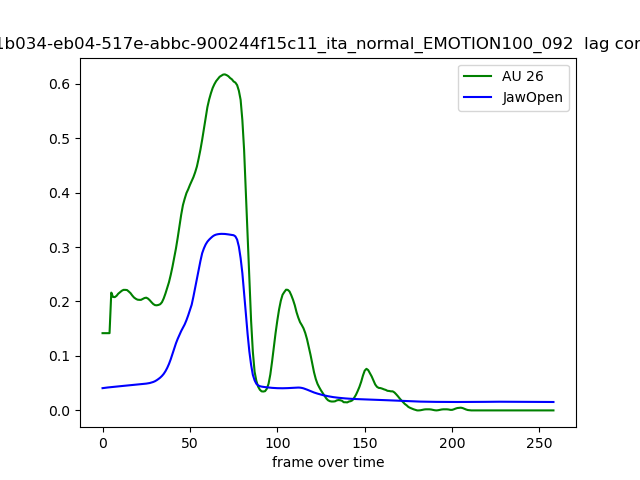 1b034-eb04-517e-abbc-900244f15c11_ita_normal_EMOTION100_092 lag cor
AU 26
JawOpen
0.6
0.5
0.4
0.3
0.2
0.1
0.0
0 50 100 150 200 250
frame over time